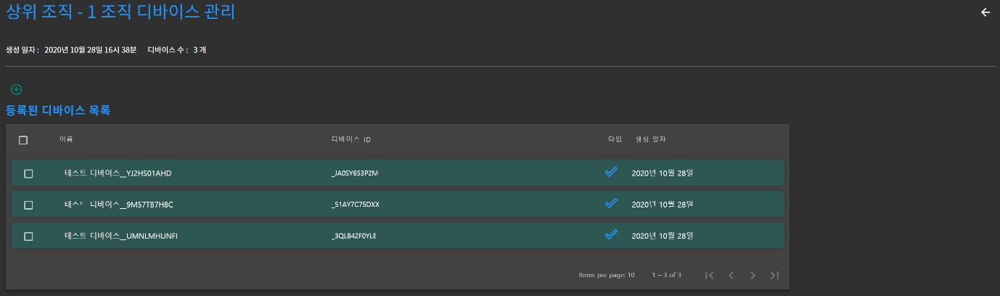 상위 조직 - 1 조직 디바이스 관리
생성 일자 : 2020년 10월 28일 16시 38분 디바이스 수 : 3 개
등록된 디바이스 목록
이름 디바이스 ID 타입 생성 일자
테스트 디바이스__YJ2HS01AHD _JA0SY653P2M 2020년 10월 28일
테스트 디바이스__9M57TB7H8C _51AY7C75DXX 2020년 10월 28일
테스트 디바이스__UMNLMHUNFI _3QLB42F0YLE 2020년 10월 28일
Items per page: 10 1 – 3 of 3